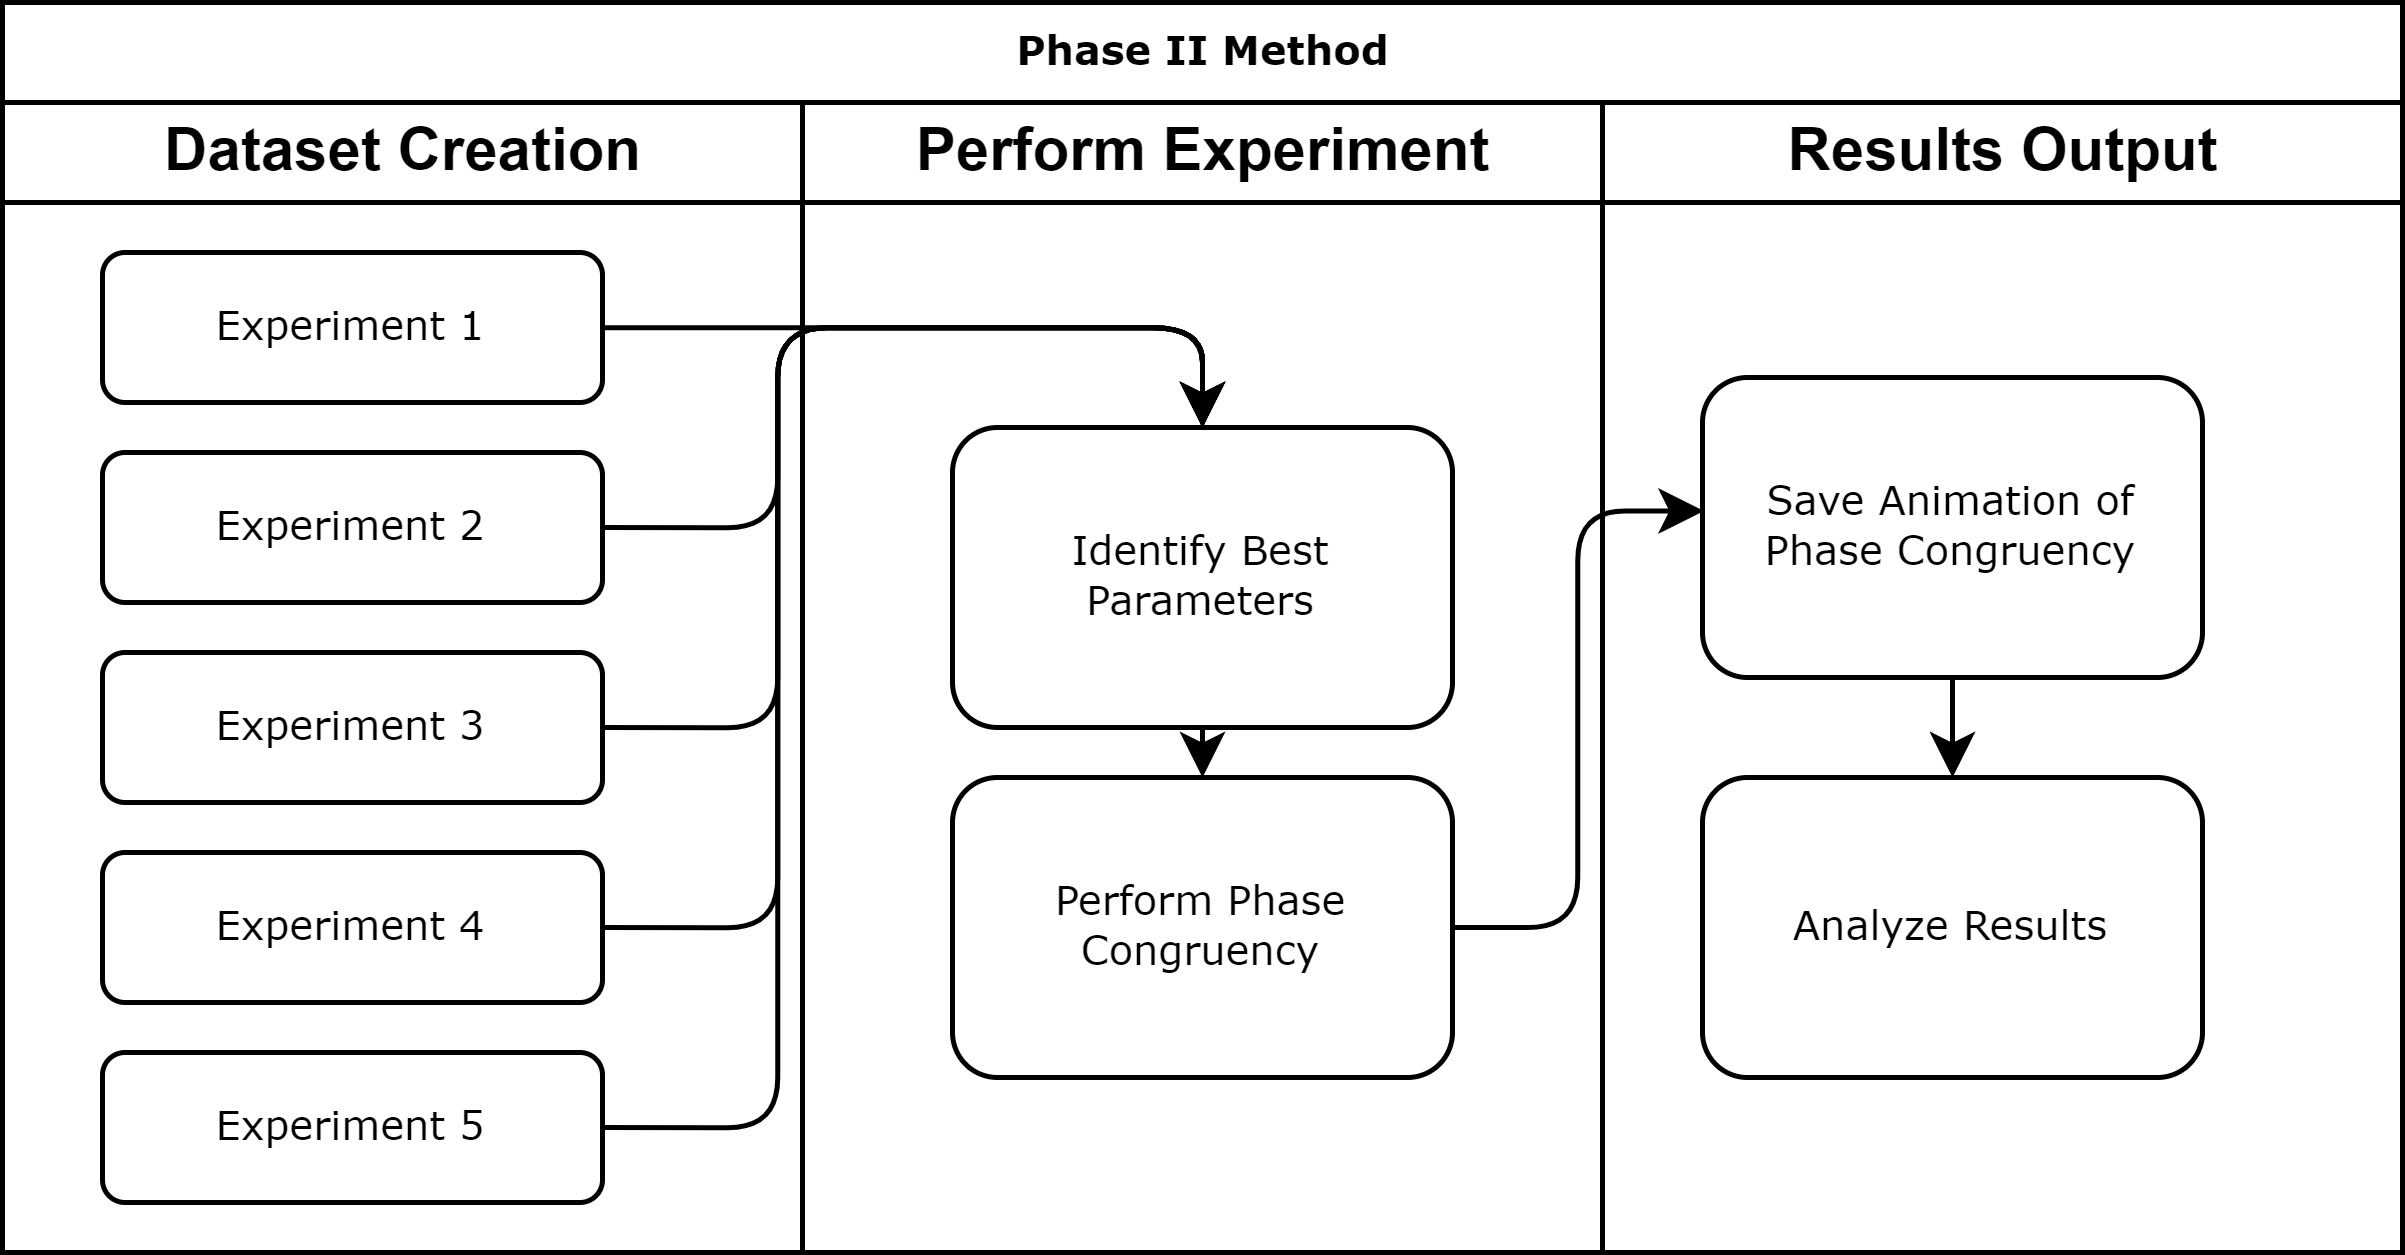 Phase II Method
Dataset Creation
Perform Experiment
Results Output
Experiment 1
Experiment 2
Experiment 3
Experiment 4
Experiment 5
Identify Best
Parameters
Perform Phase
Congruency
Save Animation of
Phase Congruency
Analyze Results